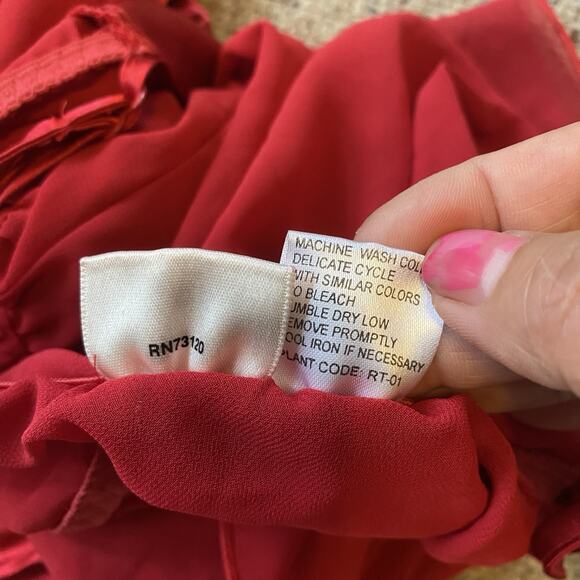 RN73120
MACHINE WASH COL
DELICATE CYCLE
WITH SIMILAR COLORS
O BLEACH
UMBLE DRY LOW
EMOVE PROMPTLY
OOL IRON IF NECESSARY
PLANT CODE: RT-01